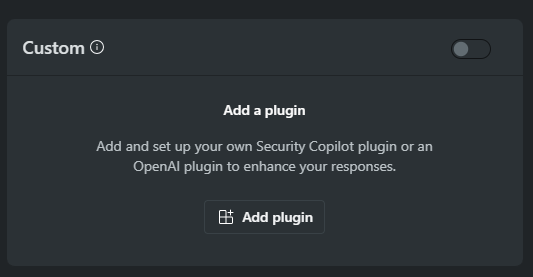 Custom
Add a plugin
Add and set up your own Security Copilot plugin or an
OpenAI plugin to enhance your responses.
Add plugin